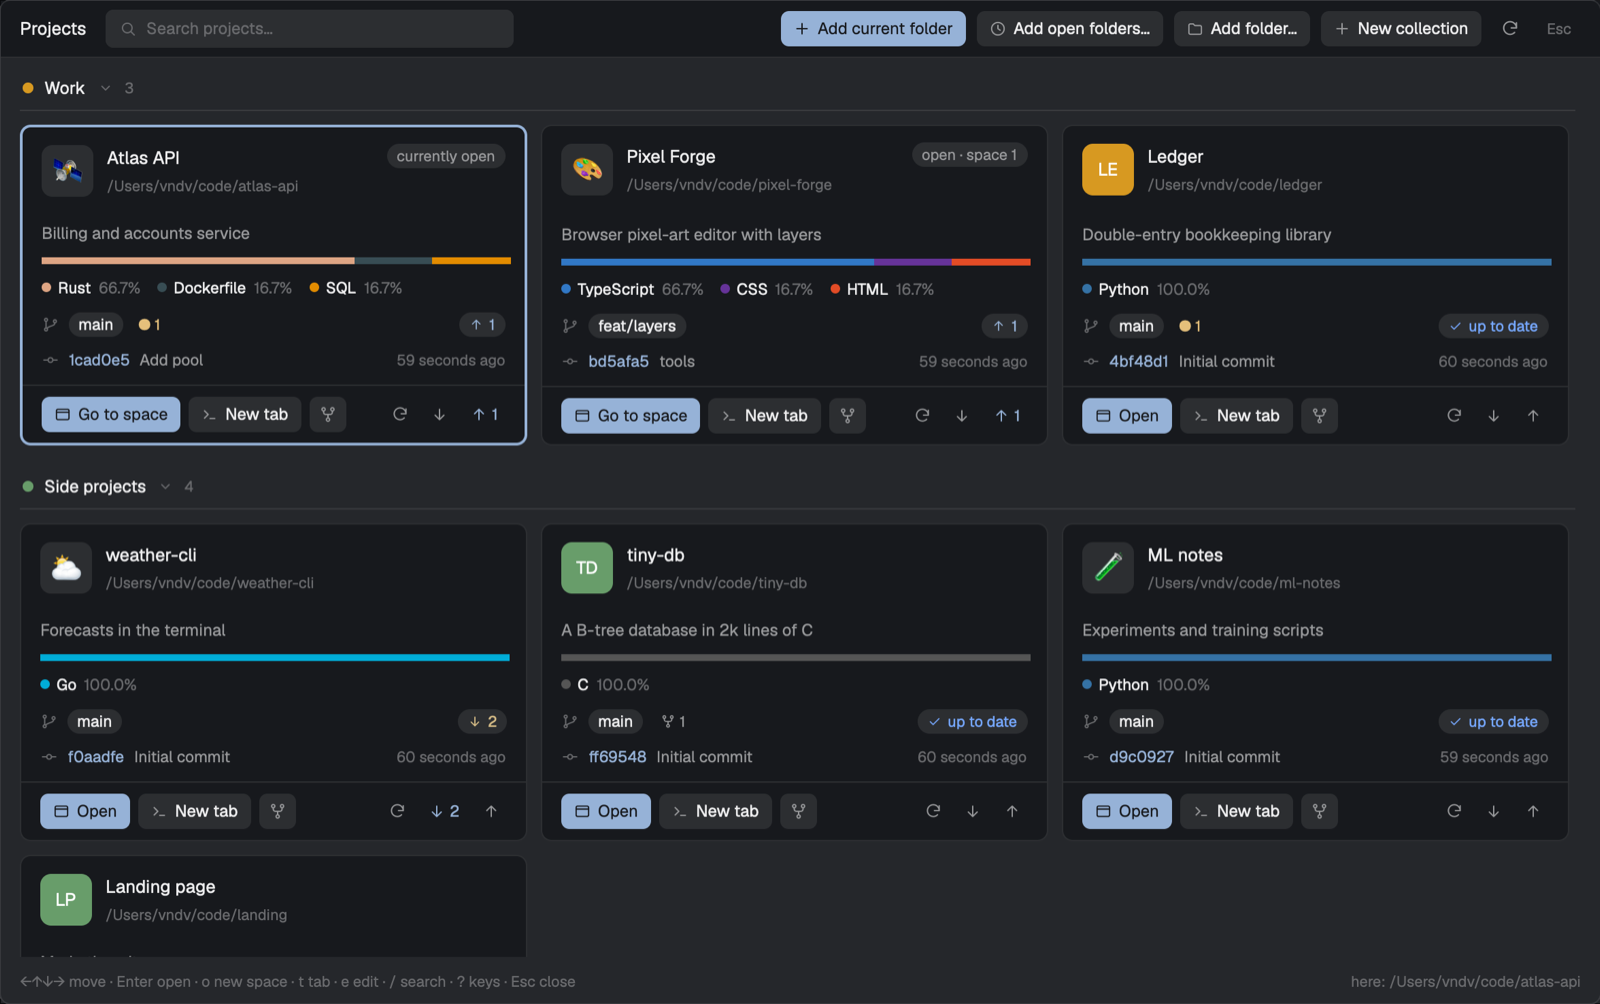 Projects
Search projects...
Add current folder
Add open folders...
Add folder...
New collection
Esc
Work 3
Atlas API
currently open
/Users/vndv/code/atlas-api
Billing and accounts service
Rust 66.7% Dockerfile 16.7% SQL 16.7%
main 1 ↑ 1
1cad0e5 Add pool 59 seconds ago
Go to space New tab ↓ ↑ 1
Pixel Forge
open · space 1
/Users/vndv/code/pixel-forge
Browser pixel-art editor with layers
TypeScript 66.7% CSS 16.7% HTML 16.7%
feat/layers ↑ 1
bd5afa5 tools 59 seconds ago
Go to space New tab ↓ ↑ 1
LE
Ledger
/Users/vndv/code/ledger
Double-entry bookkeeping library
Python 100.0%
main 1 ✓ up to date
4bf48d1 Initial commit 60 seconds ago
Open New tab ↓ ↑
Side projects 4
weather-cli
/Users/vndv/code/weather-cli
Forecasts in the terminal
Go 100.0%
main ↓ 2
f0aadfe Initial commit 60 seconds ago
Open New tab ↓ 2 ↑
TD
tiny-db
/Users/vndv/code/tiny-db
A B-tree database in 2k lines of C
C 100.0%
main 1 ✓ up to date
ff69548 Initial commit 60 seconds ago
Open New tab ↓ ↑
ML notes
/Users/vndv/code/ml-notes
Experiments and training scripts
Python 100.0%
main ✓ up to date
d9c0927 Initial commit 59 seconds ago
Open New tab ↓ ↑
LP
Landing page
/Users/vndv/code/landing
←↑↓→ move · Enter open · o new space · t tab · e edit · / search · ? keys · Esc close
here: /Users/vndv/code/atlas-api